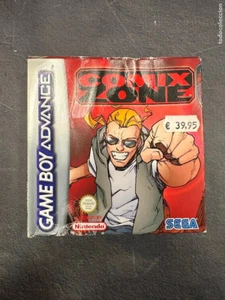 GAME BOY ADVANCE
COMIX
ZONE
€ 39.95
Nintendo
SEGA
todocoleccion